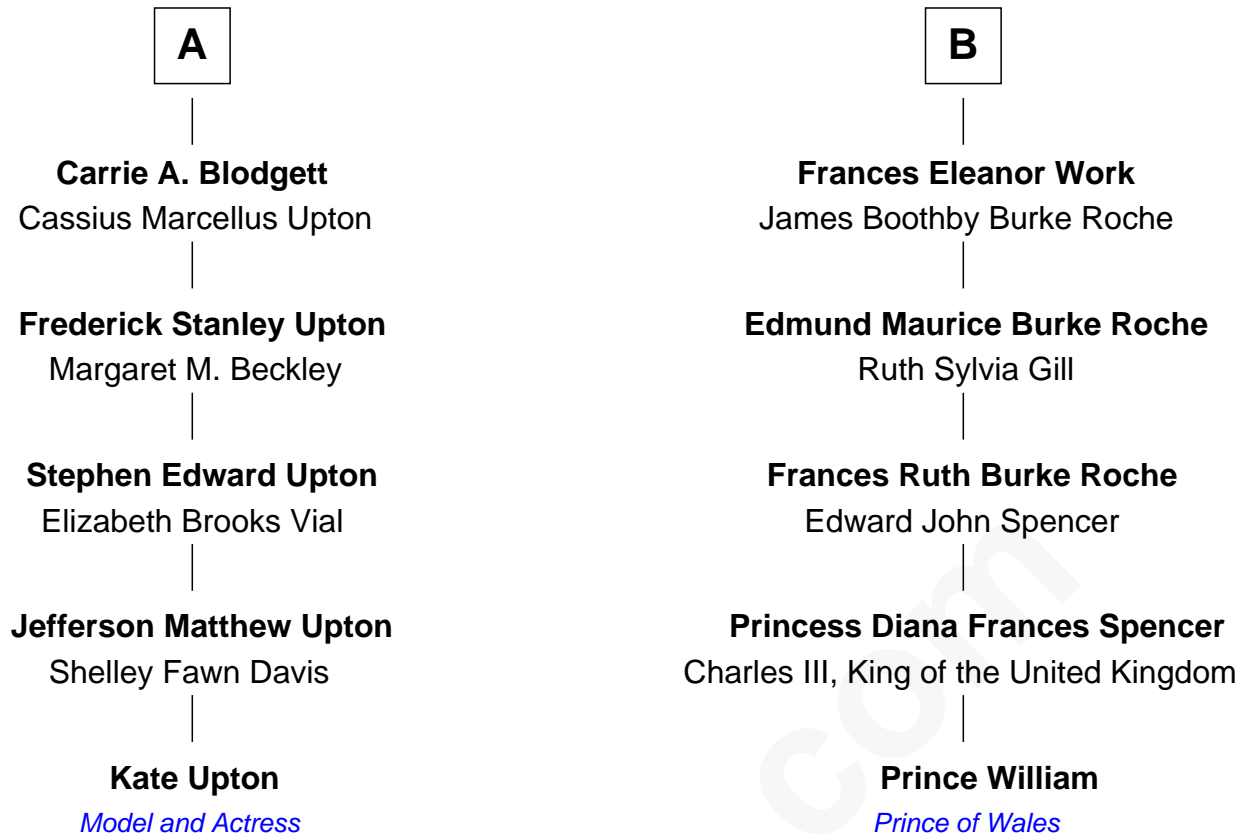 A
Carrie A. Blodgett
Cassius Marcellus Upton
Frederick Stanley Upton
Margaret M. Beckley
Stephen Edward Upton
Elizabeth Brooks Vial
Jefferson Matthew Upton
Shelley Fawn Davis
Kate Upton
Model and Actress
B
Frances Eleanor Work
James Boothby Burke Roche
Edmund Maurice Burke Roche
Ruth Sylvia Gill
Frances Ruth Burke Roche
Edward John Spencer
Princess Diana Frances Spencer
Charles III, King of the United Kingdom
Prince William
Prince of Wales
com